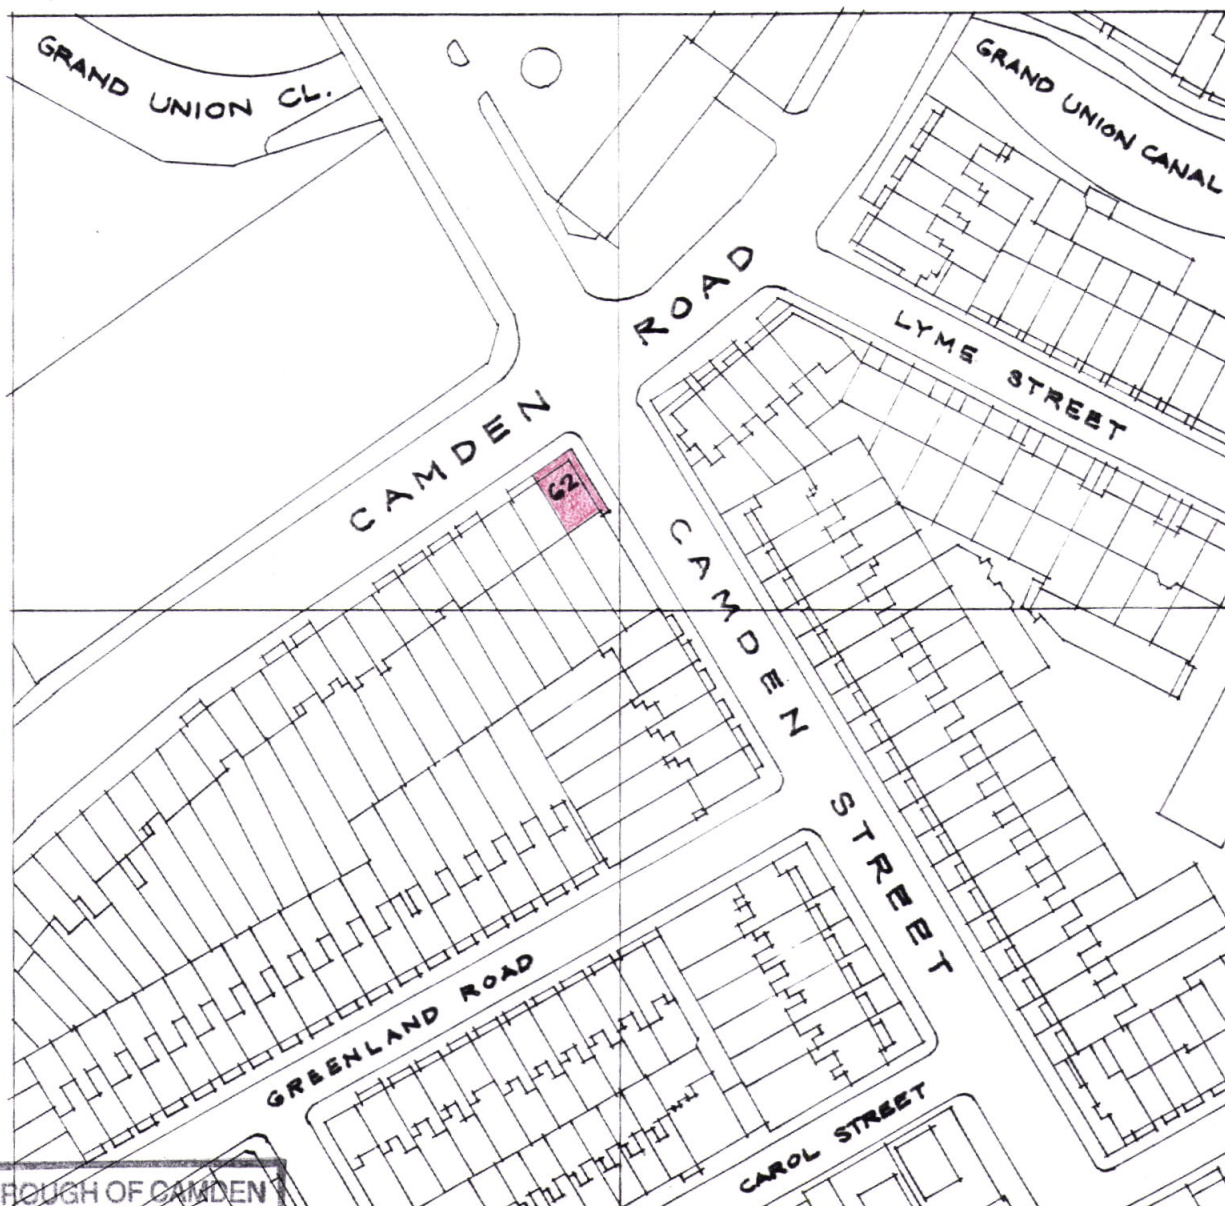 GRAND UNION CL.
GRAND UNION CANAL
CAMDEN ROAD
LYME STREET
62
CAMDEN STREET
GREENLAND ROAD
CAROL STREET
ROUGH OF CAMDEN